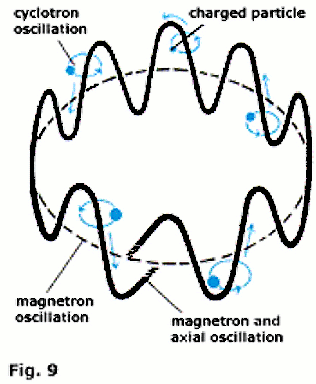 cyclotron
oscillation
charged particle
magnetron
oscillation
magnetron and
axial oscillation
Fig. 9